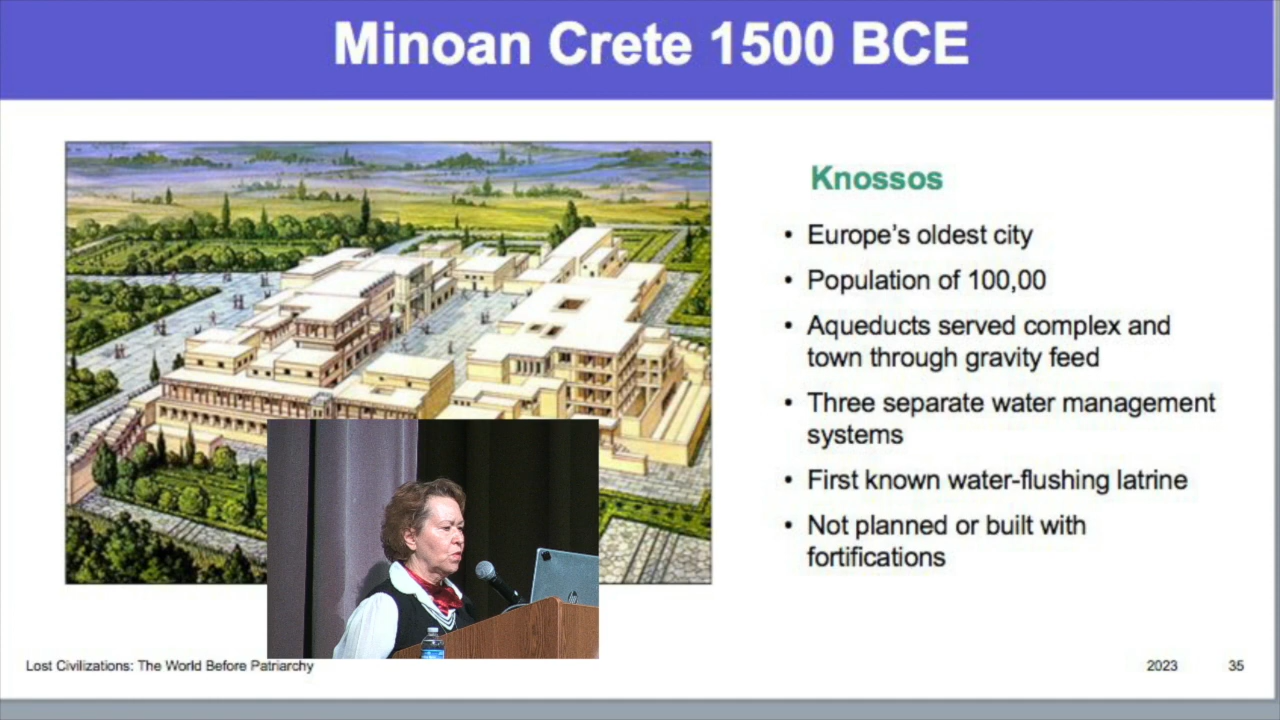 Minoan Crete 1500 BCE
Knossos
• Europe's oldest city
• Population of 100,00
• Aqueducts served complex and
town through gravity feed
• Three separate water management
systems
• First known water-flushing latrine
• Not planned or built with
fortifications
Lost Civilizations: The World Before Patriarchy
2023
35